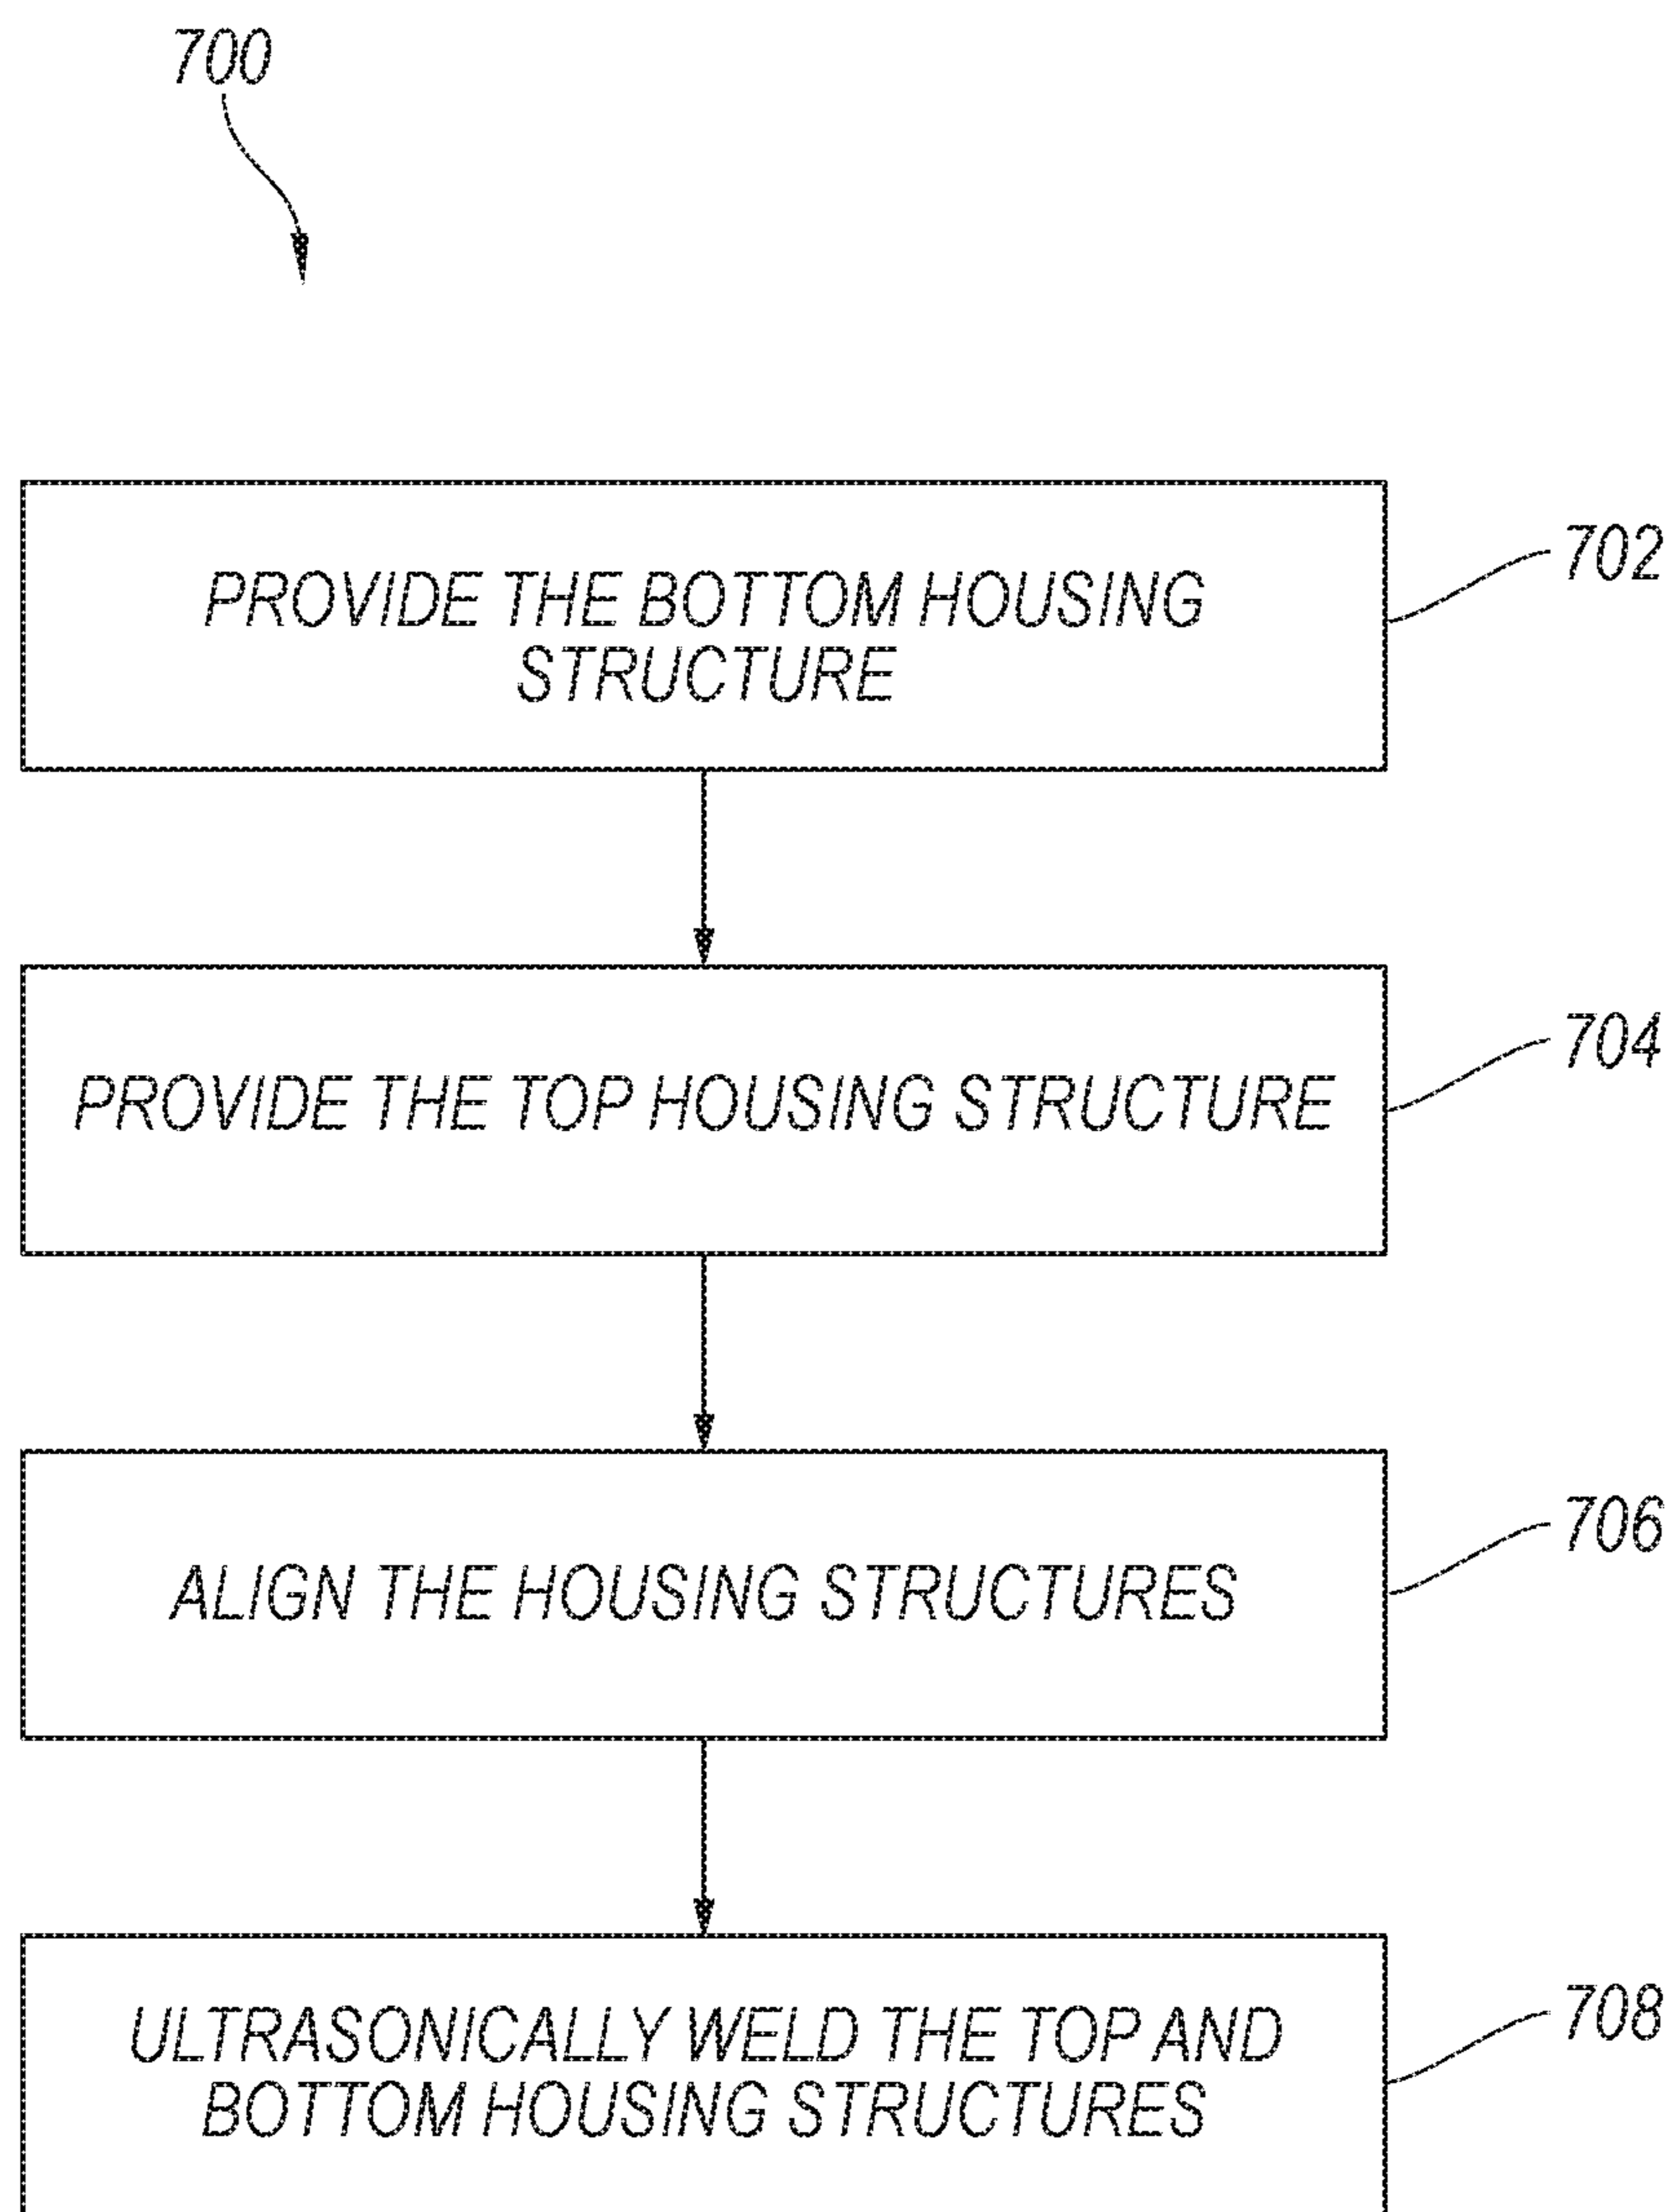 700
PROVIDE THE BOTTOM HOUSING
STRUCTURE
702
PROVIDE THE TOP HOUSING STRUCTURE
704
ALIGN THE HOUSING STRUCTURES
706
ULTRASONICALLY WELD THE TOP AND
BOTTOM HOUSING STRUCTURES
708